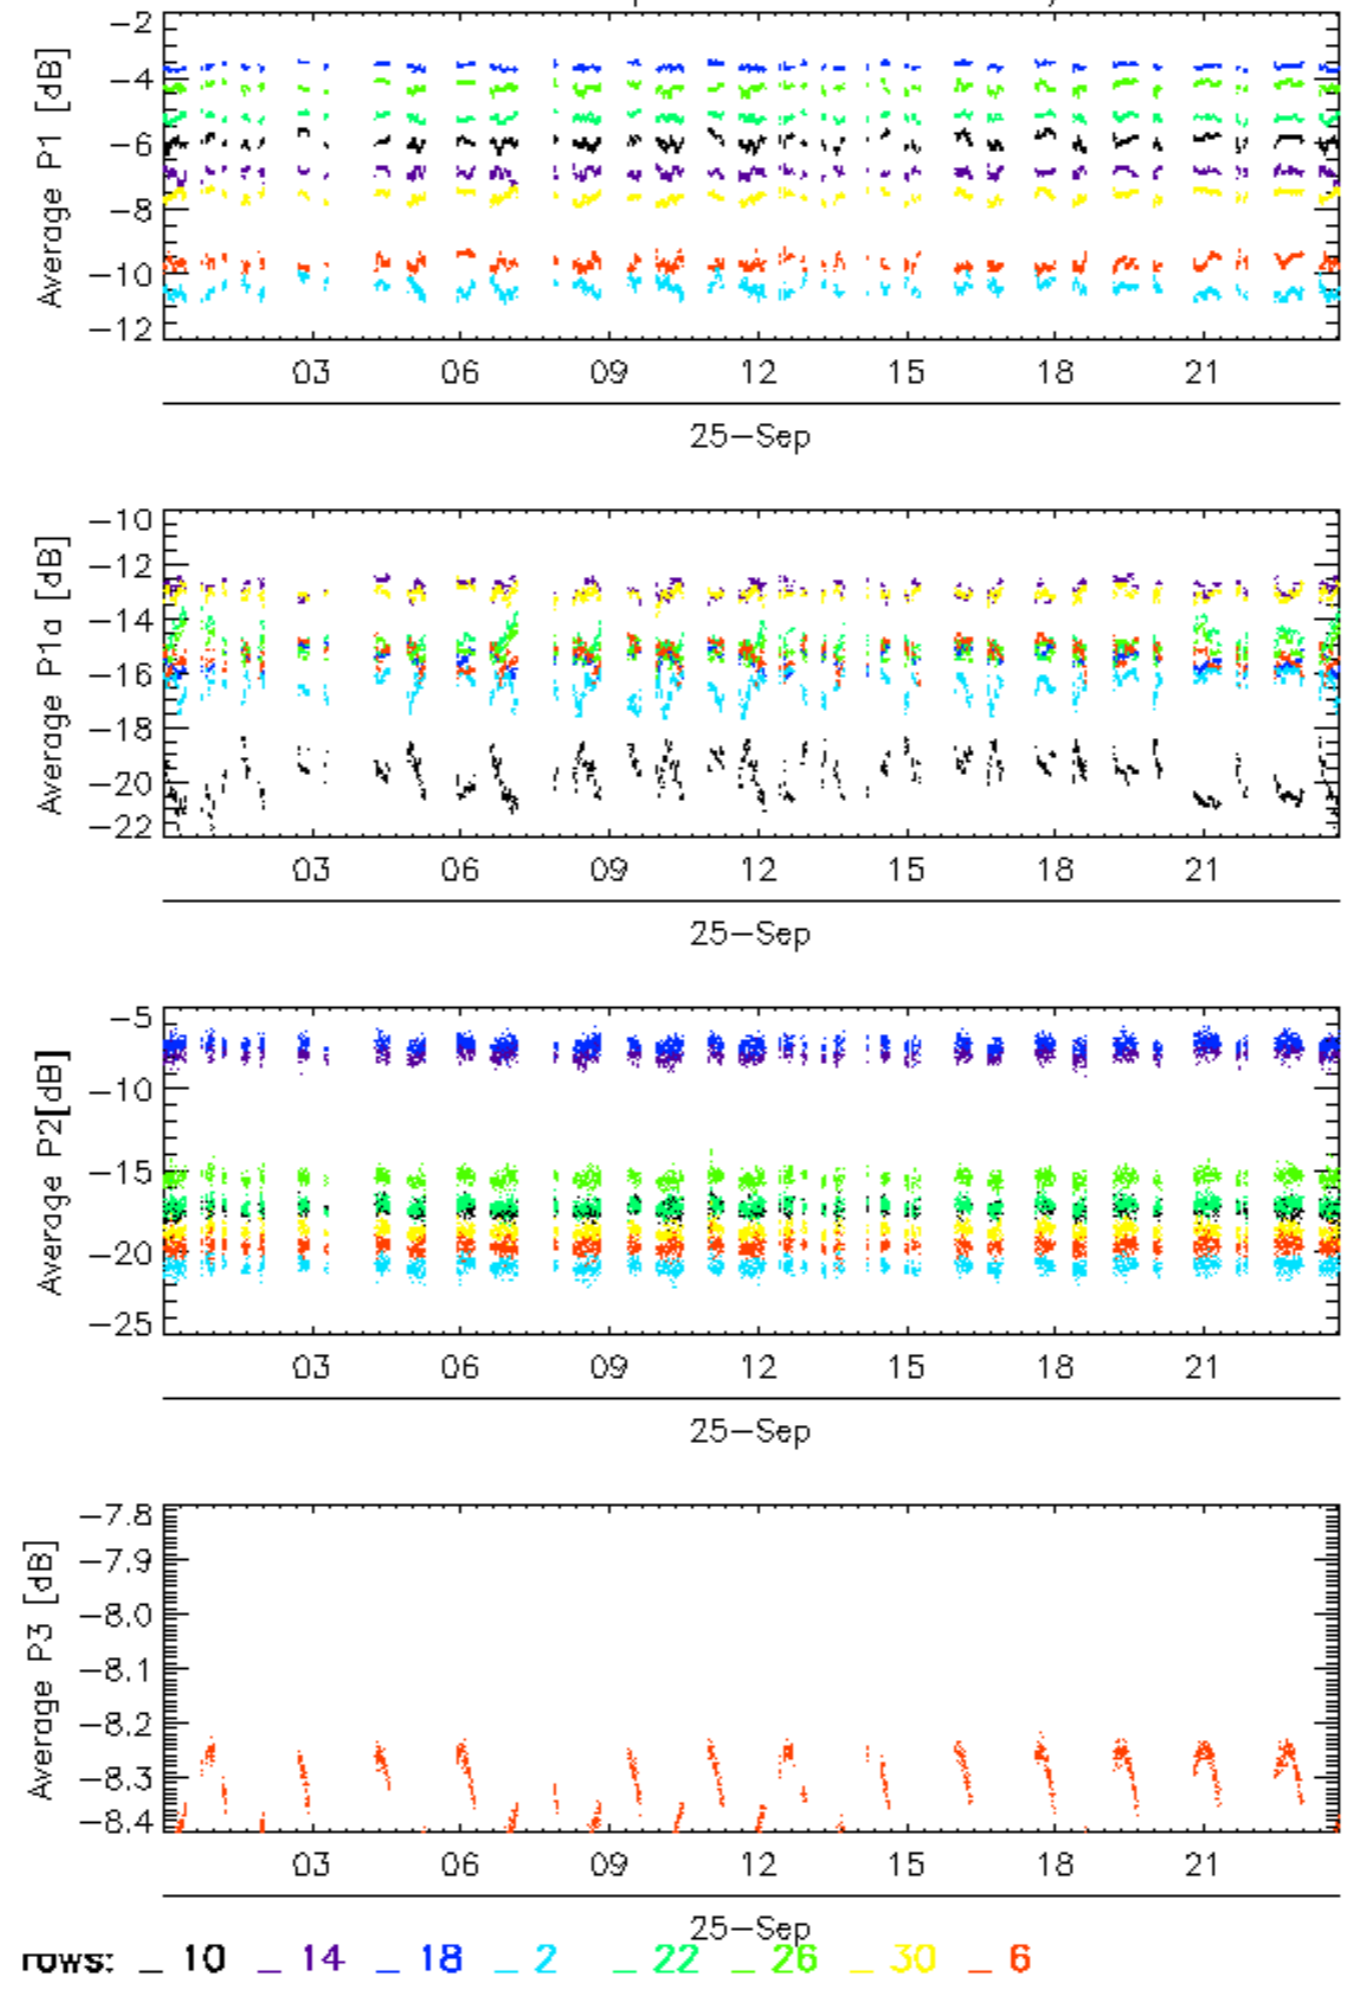 Average P1 [dB]
-2
-4
-6
-8
-10
-12
03 06 09 12 15 18 21
25-Sep
Average P1a [dB]
-10
-12
-14
-16
-18
-20
-22
03 06 09 12 15 18 21
25-Sep
Average P2[dB]
-5
-10
-15
-20
-25
03 06 09 12 15 18 21
25-Sep
Average P3 [dB]
-7.8
-7.9
-8.0
-8.1
-8.2
-8.3
-8.4
03 06 09 12 15 18 21
25-Sep
rows: _ 10 _ 14 _ 18 _ 2 _ 22 _ 26 _ 30 _ 6